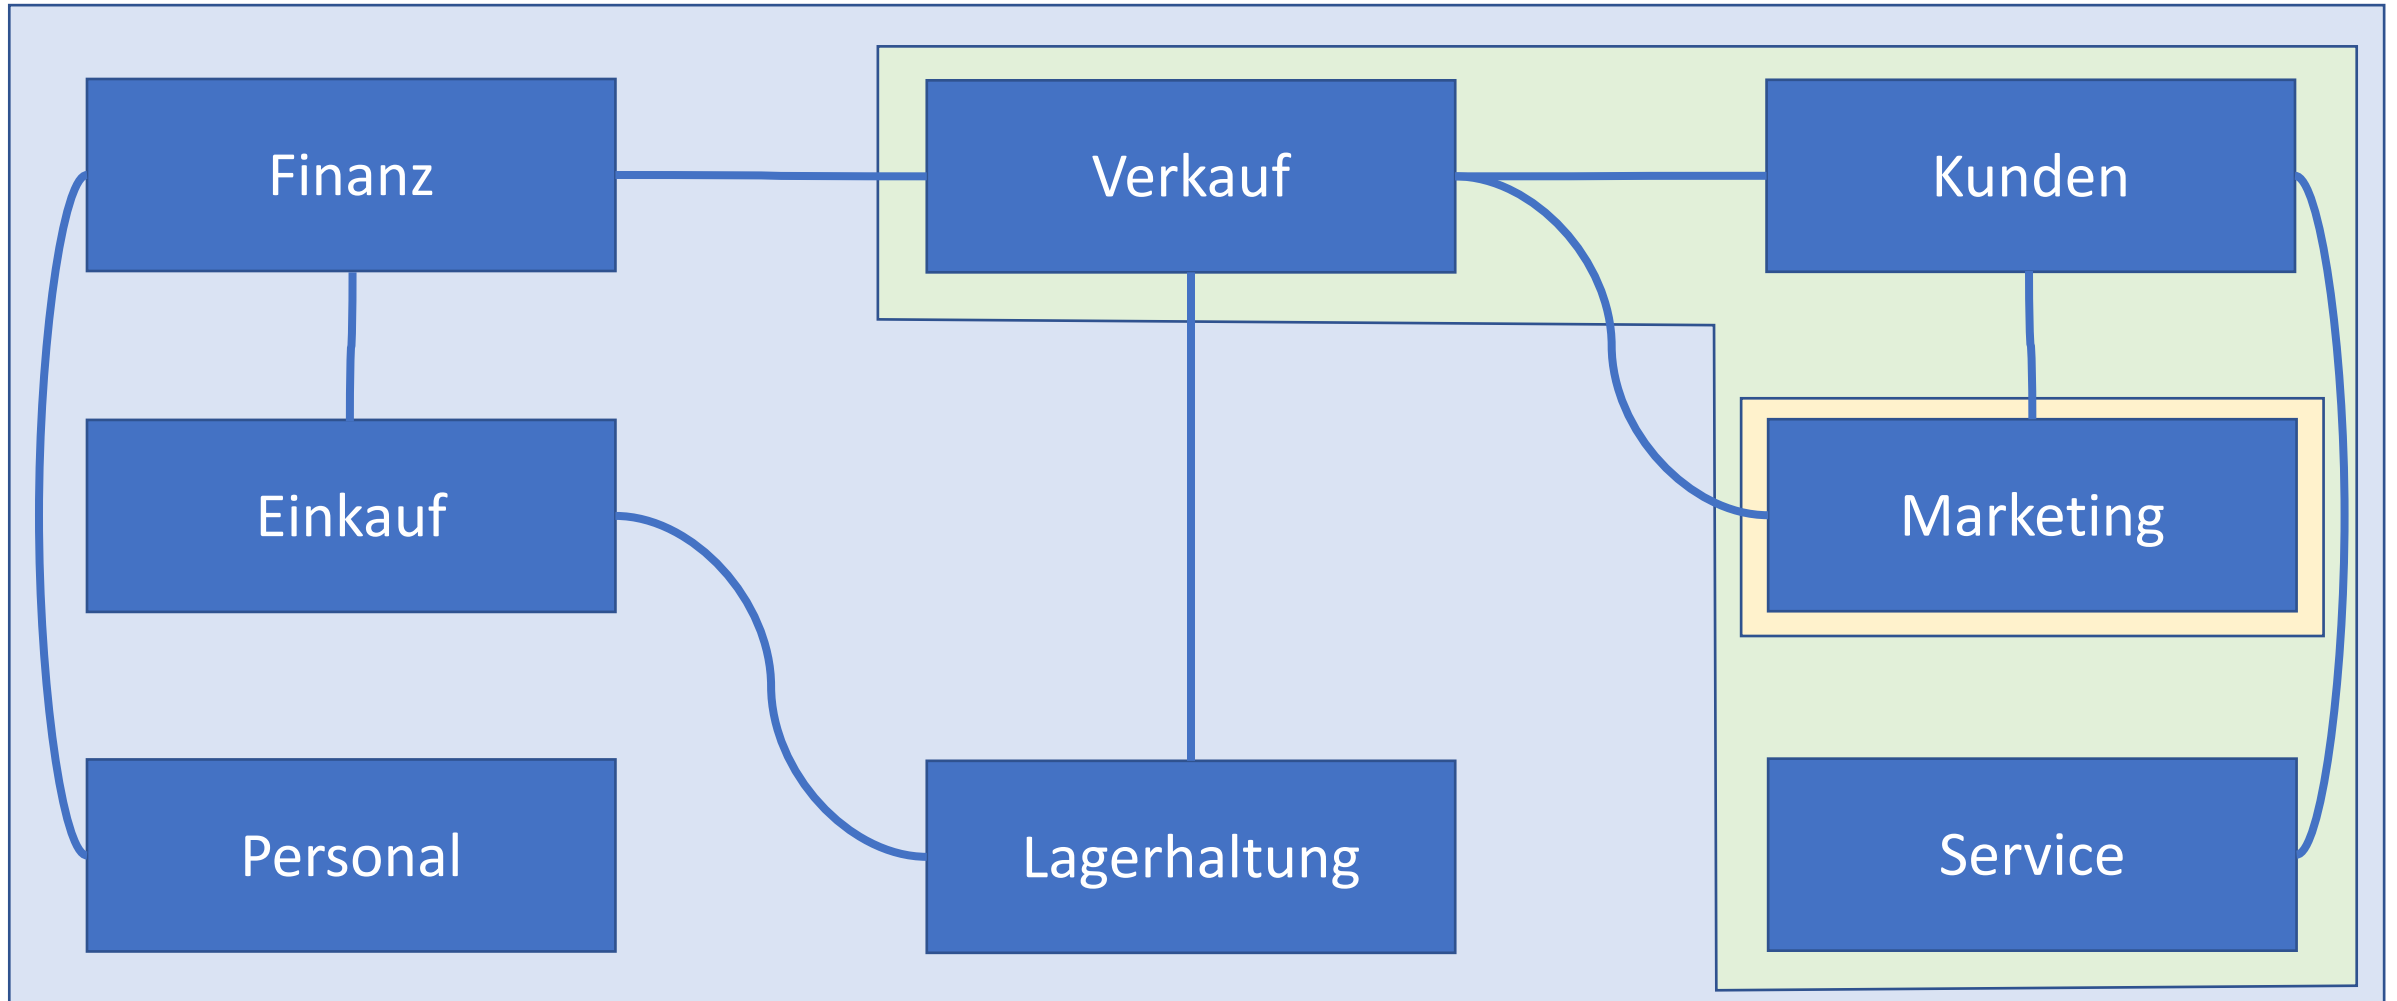 Finanz
Verkauf
Kunden
Einkauf
Marketing
Personal
Lagerhaltung
Service